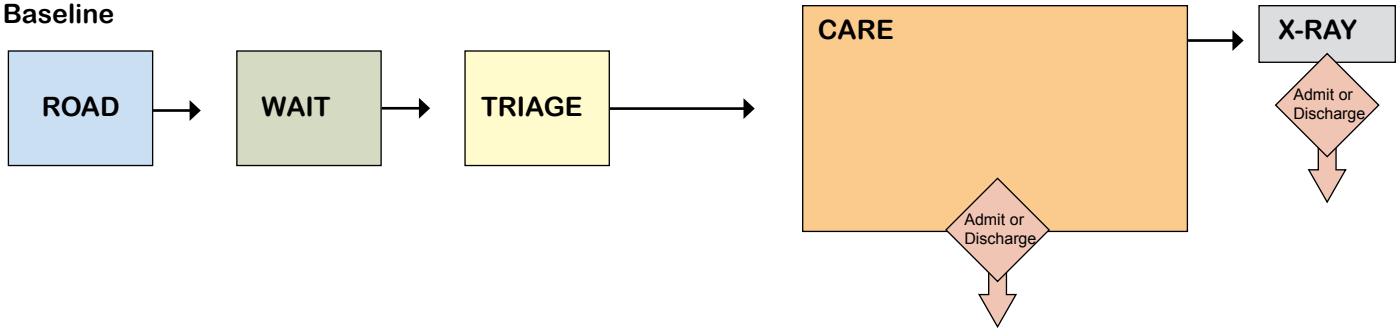 Baseline
ROAD
WAIT
TRIAGE
CARE
X-RAY
Admit or
Discharge
Admit or
Discharge